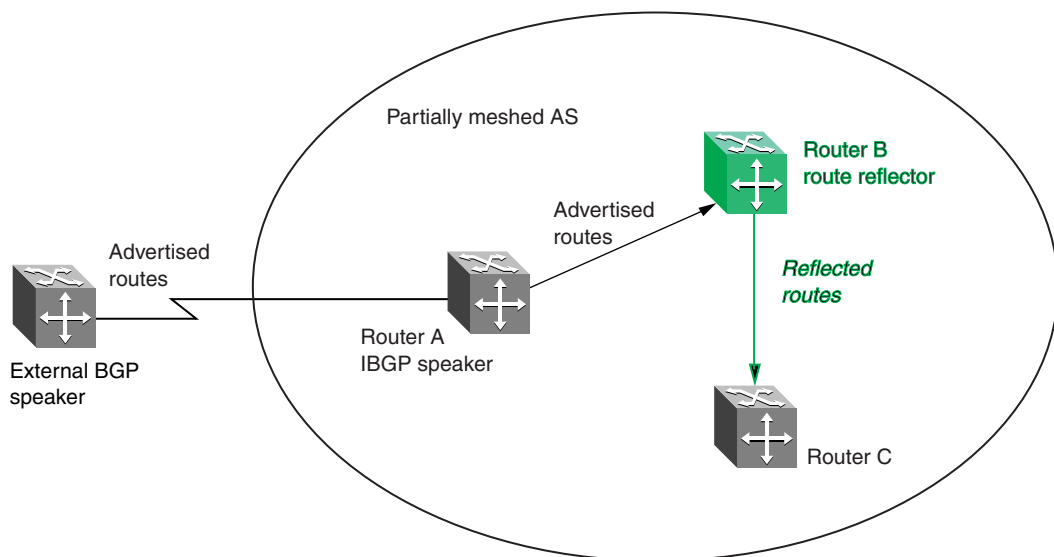 Partially meshed AS
Router B
route reflector
Advertised
routes
Advertised
routes
Reflected
routes
Router A
IBGP speaker
External BGP
speaker
Router C